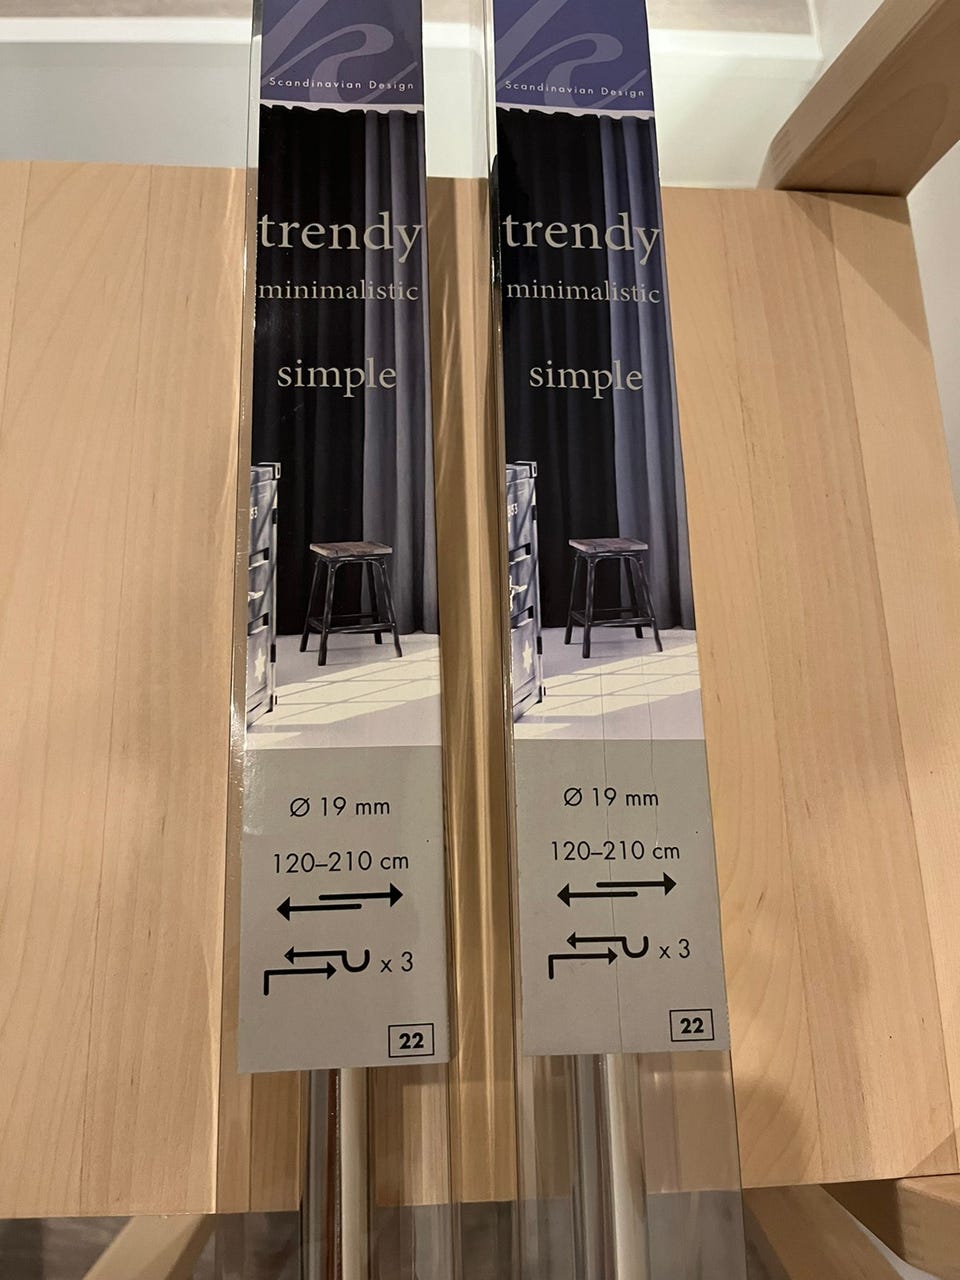 Scandinavian Design
trendy
minimalistic
simple
Ø 19 mm
120–210 cm
x 3
22
Scandinavian Design
trendy
minimalistic
simple
Ø 19 mm
120–210 cm
x 3
22